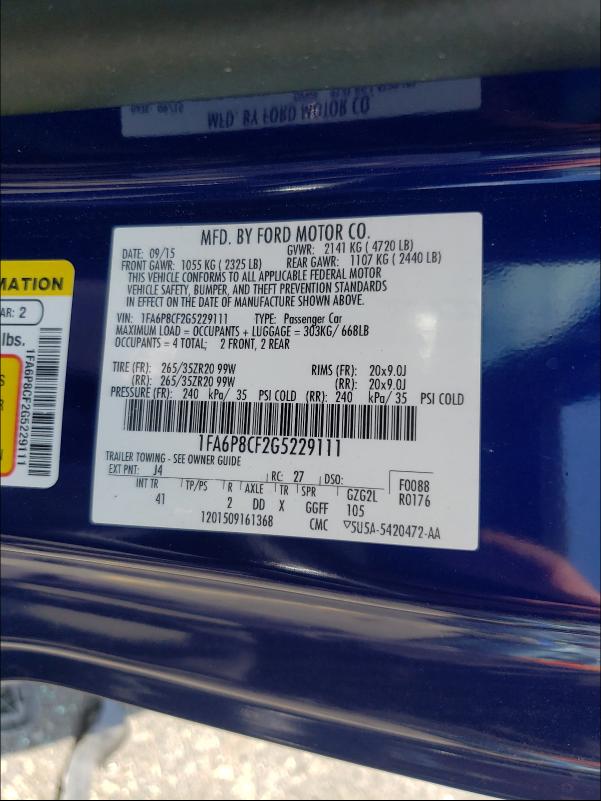 MFD. BY FORD MOTOR CO.
MFD. BY FORD MOTOR CO.
DATE: 09/15 GVWR: 2141 KG ( 4720 LB)
FRONT GAWR: 1055 KG ( 2325 LB) REAR GAWR: 1107 KG ( 2440 LB)
THIS VEHICLE CONFORMS TO ALL APPLICABLE FEDERAL MOTOR
VEHICLE SAFETY, BUMPER, AND THEFT PREVENTION STANDARDS
IN EFFECT ON THE DATE OF MANUFACTURE SHOWN ABOVE.
VIN: 1FA6P8CF2G5229111 TYPE: Passenger Car
MAXIMUM LOAD = OCCUPANTS + LUGGAGE = 303KG/ 668LB
OCCUPANTS = 4 TOTAL; 2 FRONT, 2 REAR
TIRE (FR): 265/35ZR20 99W RIMS (FR): 20x9.0J
(RR): 265/35ZR20 99W (RR): 20x9.0J
PRESSURE (FR): 240 kPa/ 35 PSI COLD (RR): 240 kPa/ 35 PSI COLD
1FA6P8CF2G5229111
TRAILER TOWING - SEE OWNER GUIDE
EXT PNT: J4 RC: 27 DSO: F0088
INT TR TP/PS R AXLE TR SPR GZG2L R0176
41 2 DD X GGFF 105
1201509161368 CMC ▽5U5A-5420472-AA
MATION
AR: 2
lbs.
S
R
N
1FA6P8CF2G5229111